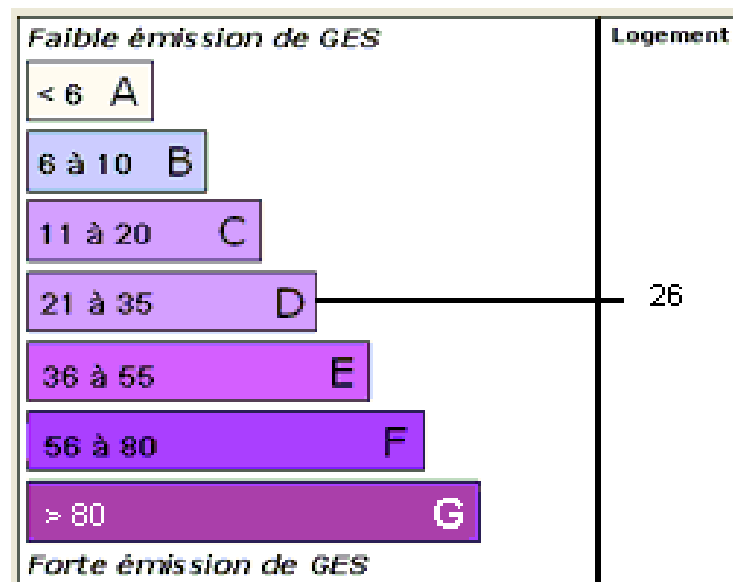 Faible émission de GES
Logement
< 6 A
6 à 10 B
11 à 20 C
21 à 35 D
26
36 à 55 E
56 à 80 F
> 80 G
Forte émission de GES